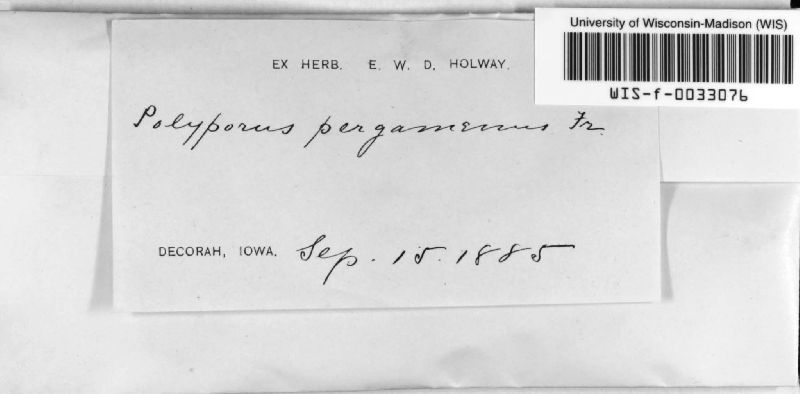 University of Wisconsin-Madison (WIS)
WIS-f-0033076
EX HERB. E. W. D. HOLWAY.
Polyporus pergamenus Fr.
DECORAH, IOWA. Sep. 15. 1885